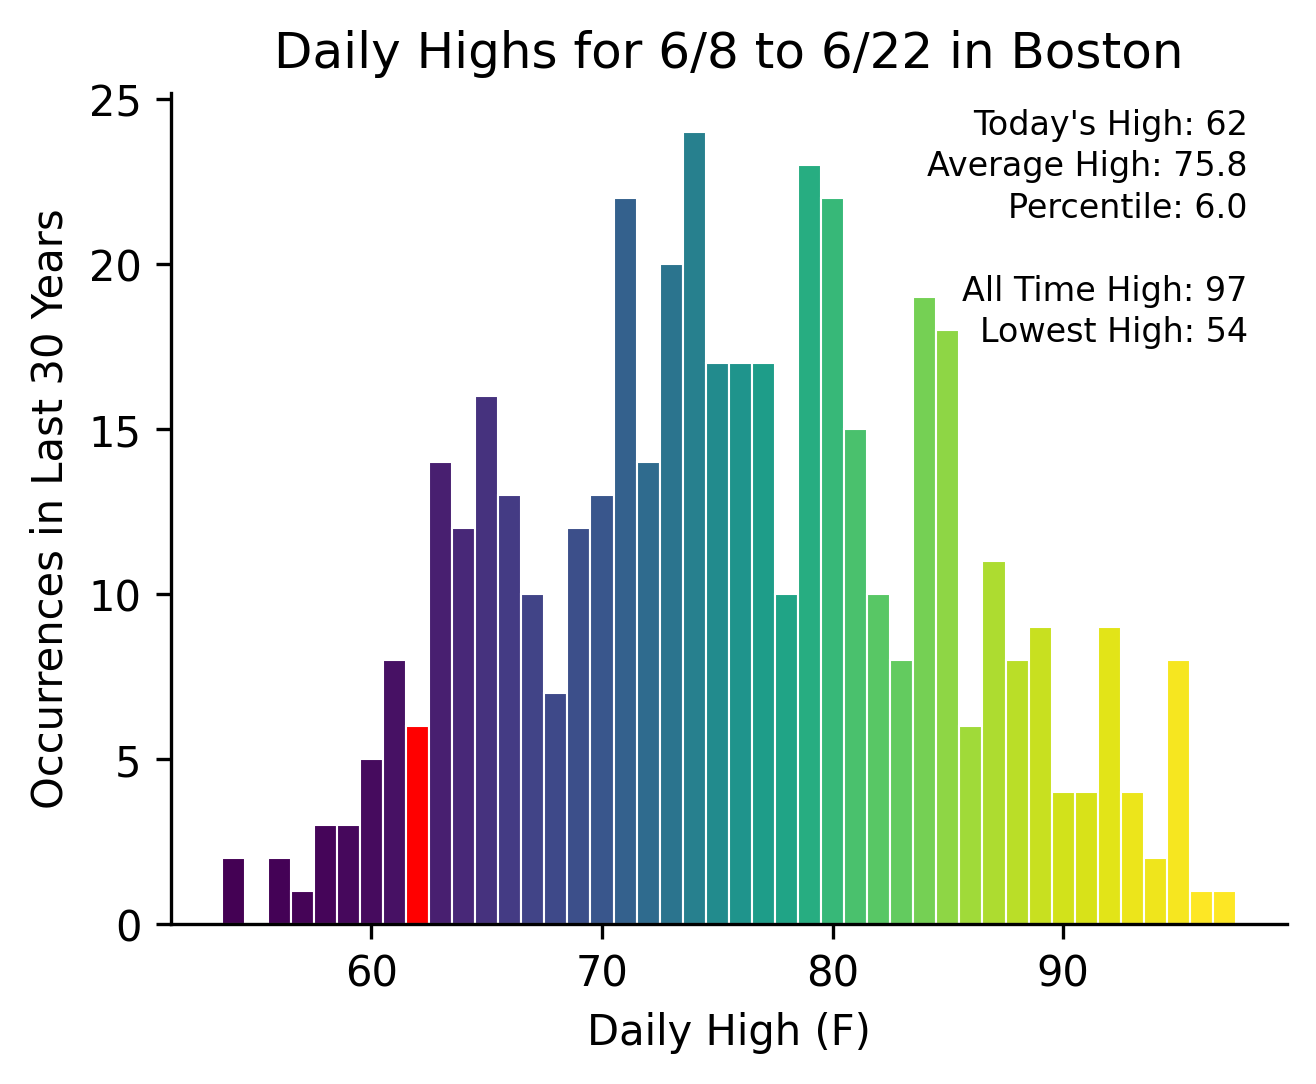 Daily Highs for 6/8 to 6/22 in Boston
Today's High: 62
Average High: 75.8
Percentile: 6.0
All Time High: 97
Lowest High: 54
Occurrences in Last 30 Years
25
20
15
10
5
0
60 70 80 90
Daily High (F)